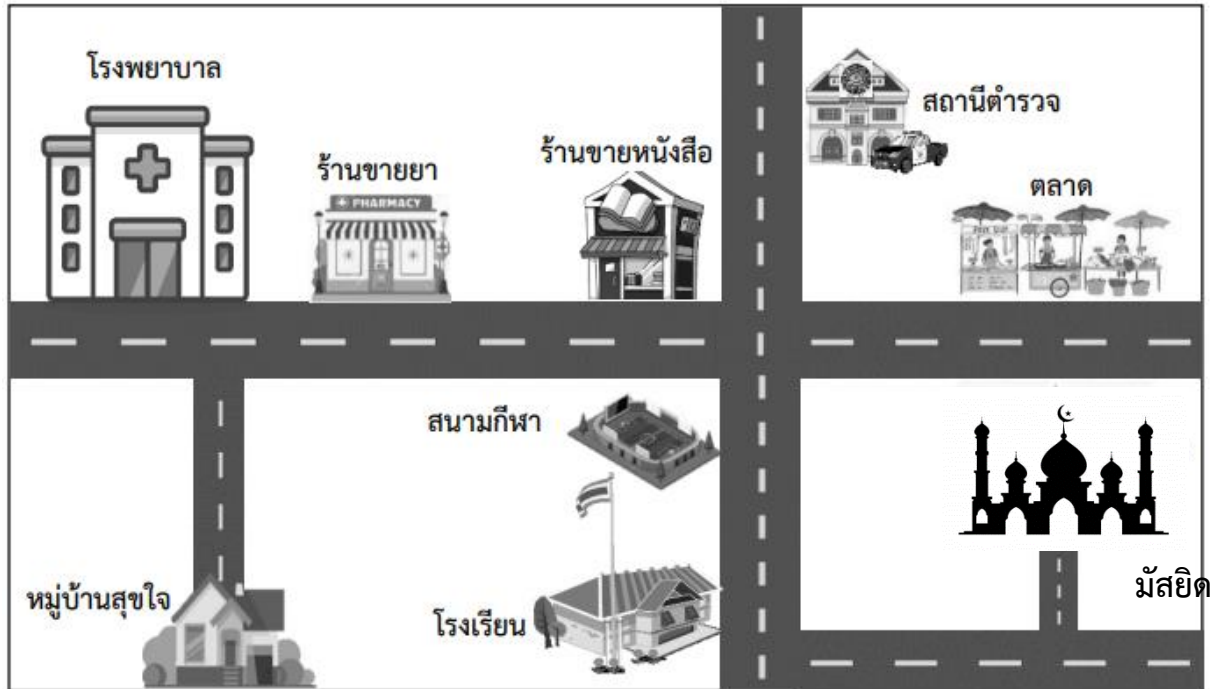 โรงพยาบาล
สถานีตำรวจ
ร้านขายยา
ร้านขายหนังสือ
ตลาด
PHARMACY
สนามกีฬา
หมู่บ้านสุขใจ
โรงเรียน
มัสยิด